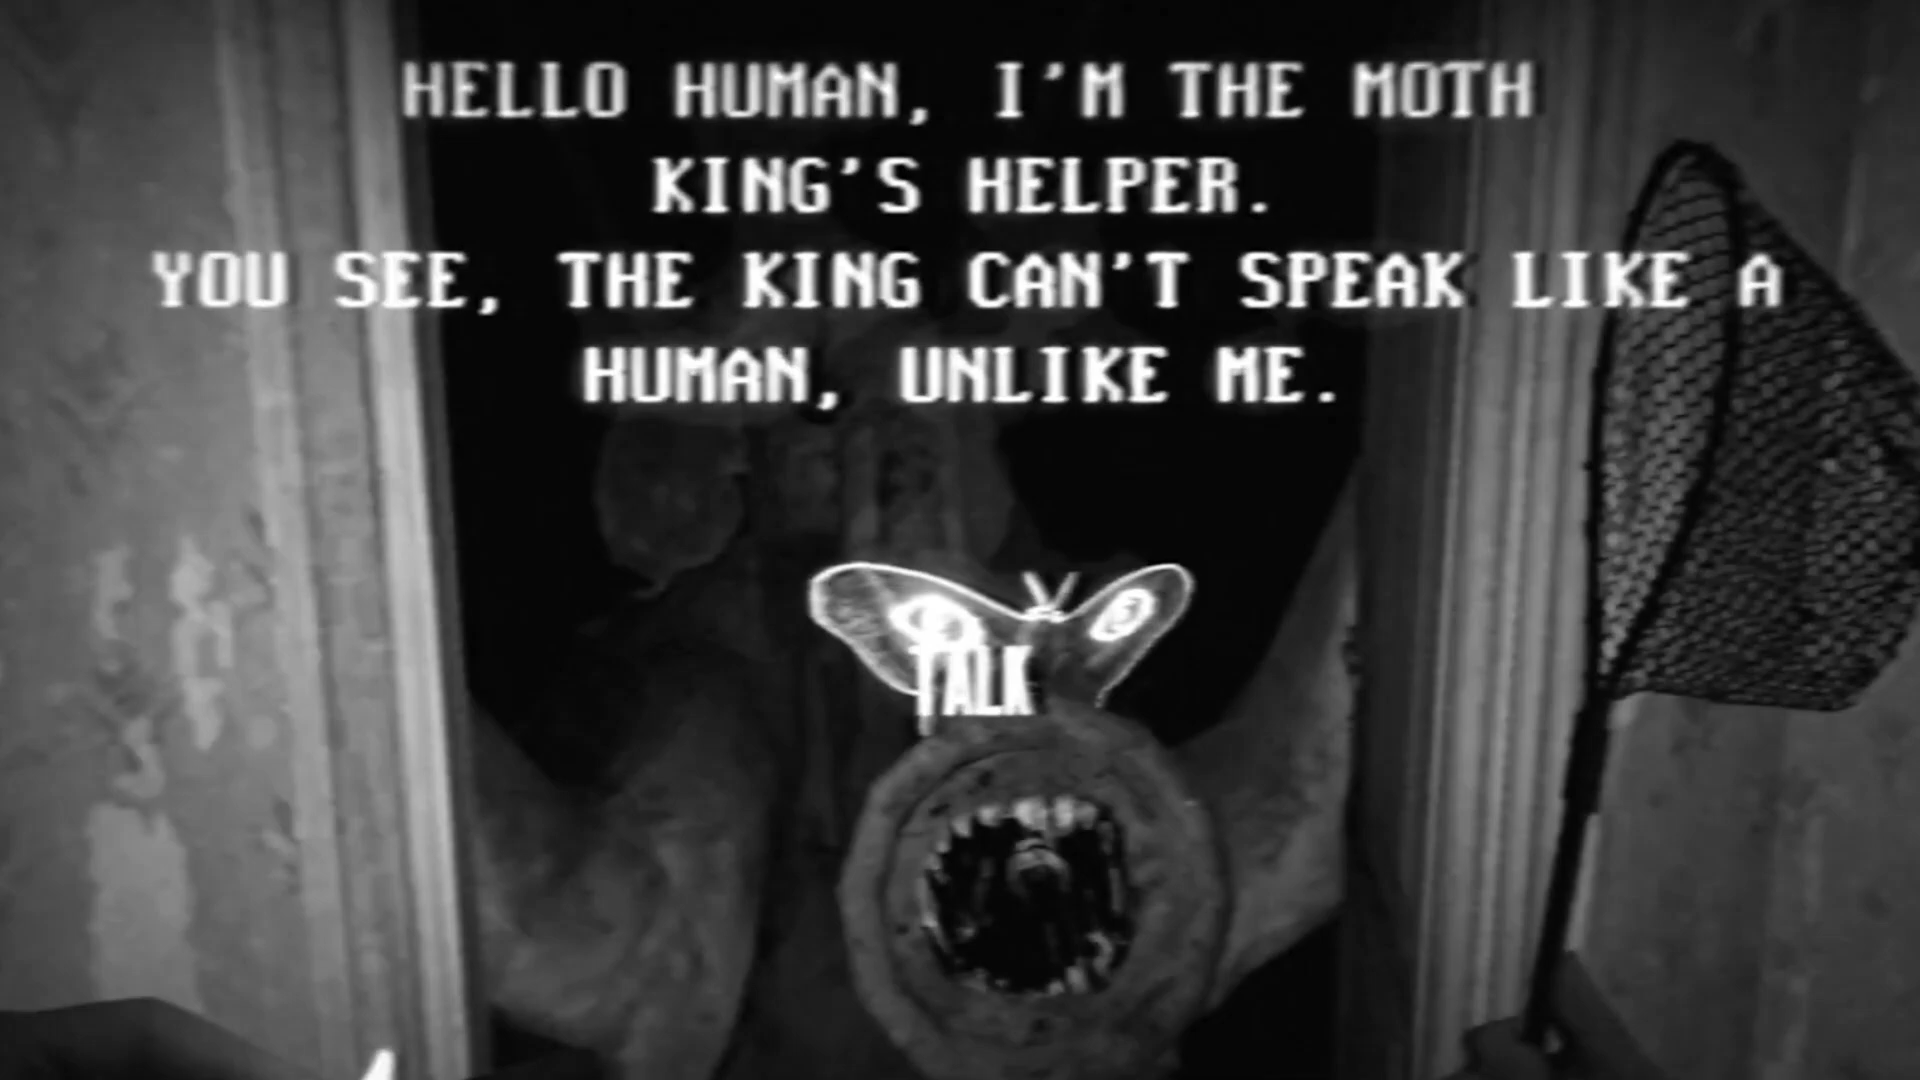 HELLO HUMAN, I'M THE MOTH
KING'S HELPER.
YOU SEE, THE KING CAN'T SPEAK LIKE A
HUMAN, UNLIKE ME.
TALK